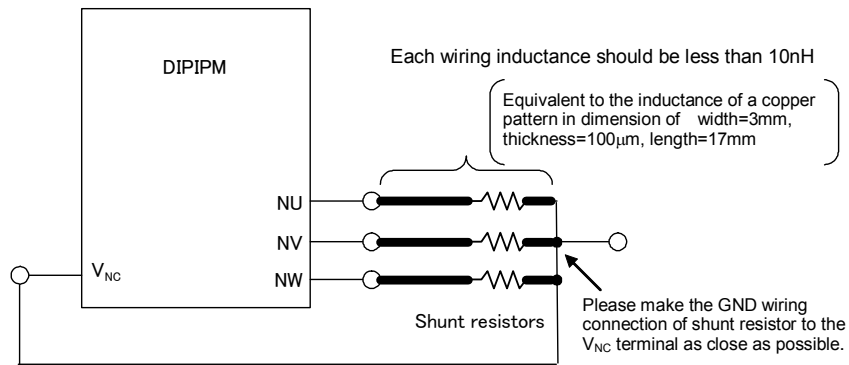 DIPIPM
Each wiring inductance should be less than 10nH
Equivalent to the inductance of a copper
pattern in dimension of width=3mm,
thickness=100μm, length=17mm
NU
NV
NW
VNC
Shunt resistors
Please make the GND wiring
connection of shunt resistor to the
VNC terminal as close as possible.